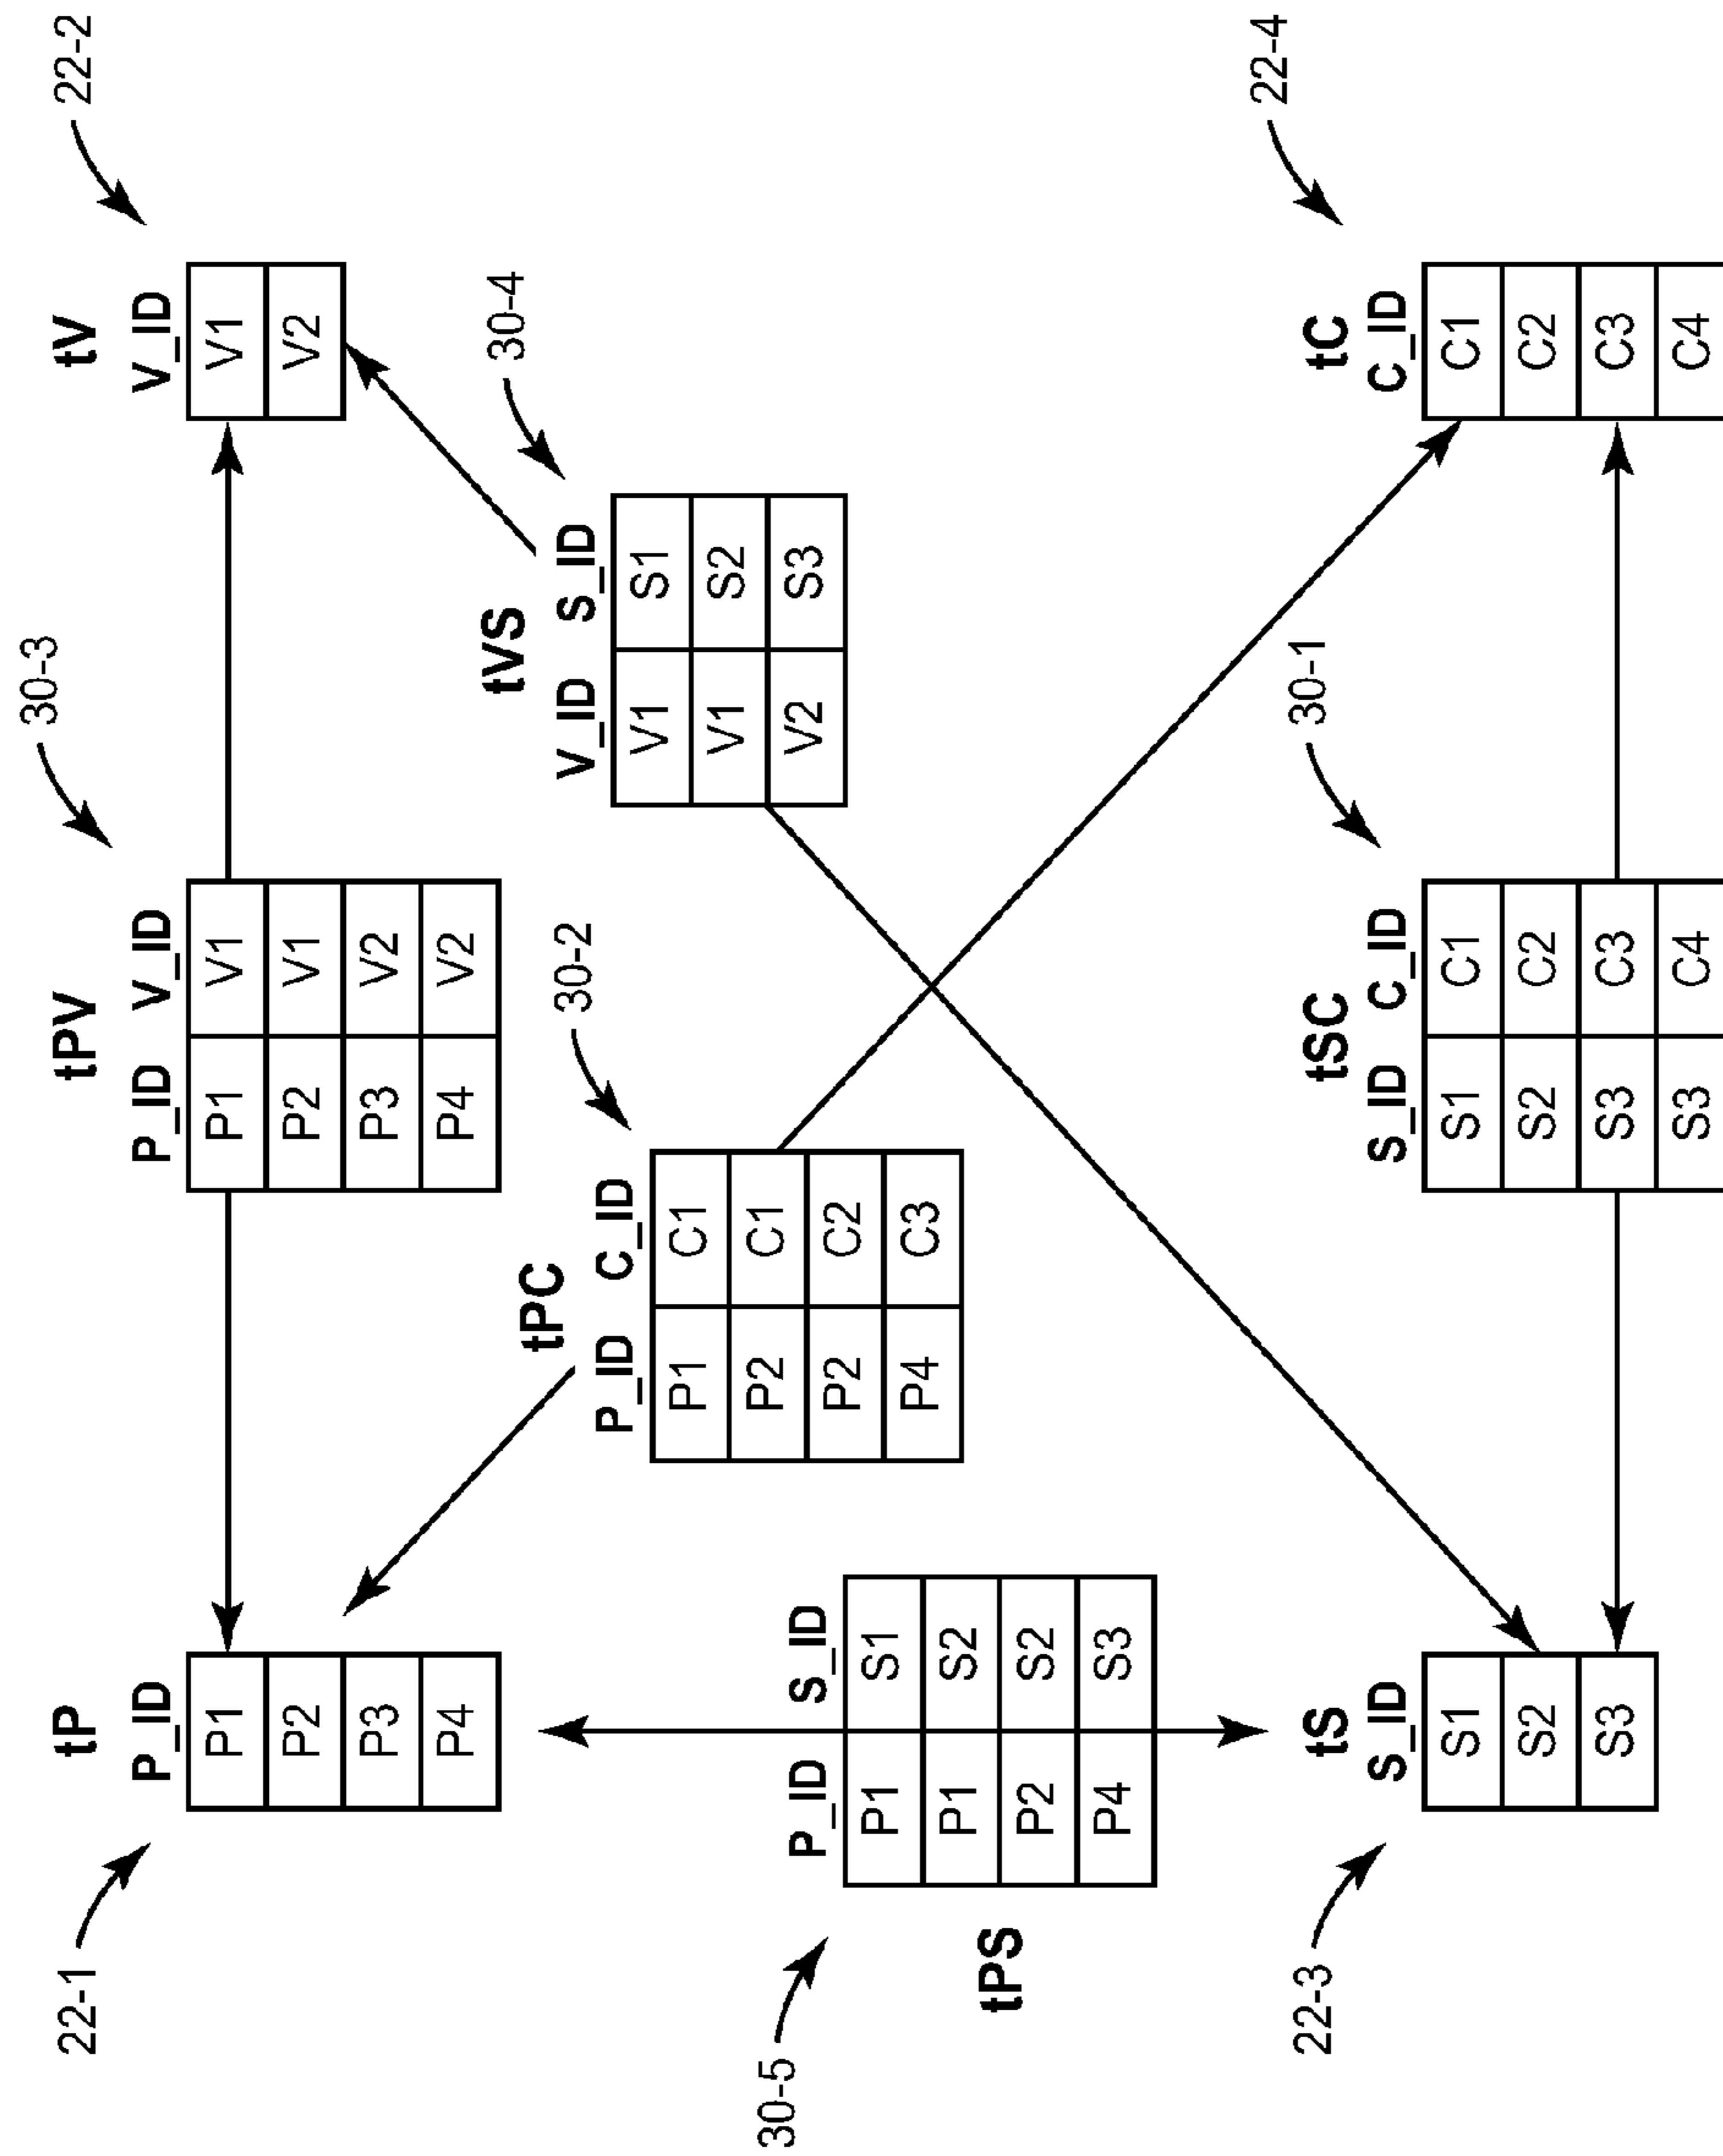 22-1
tP
P_ID
P1
P2
P3
P4
30-3
tPV
P_ID V_ID
P1 V1
P2 V1
P3 V2
P4 V2
22-2
tV
V_ID
V1
V2
30-2
tPC
P_ID C_ID
P1 C1
P2 C1
P2 C2
P4 C3
30-4
tVS
V_ID S_ID
V1 S1
V1 S2
V2 S3
30-5
tPS
P_ID S_ID
P1 S1
P1 S2
P2 S2
P4 S3
22-3
tS
S_ID
S1
S2
S3
30-1
tSC
S_ID C_ID
S1 C1
S2 C2
S3 C3
S3 C4
22-4
tC
C_ID
C1
C2
C3
C4